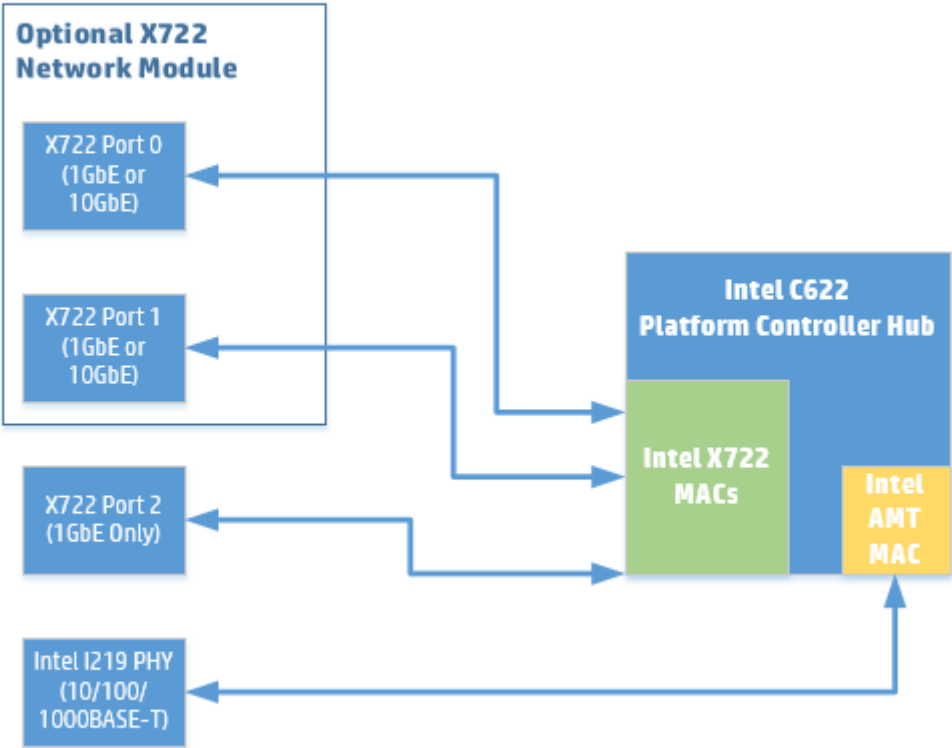 Optional X722
Network Module
X722 Port 0
(1GbE or
10GbE)
X722 Port 1
(1GbE or
10GbE)
X722 Port 2
(1GbE Only)
Intel I219 PHY
(10/100/
1000BASE-T)
Intel C622
Platform Controller Hub
Intel X722
MACs
Intel
AMT
MAC